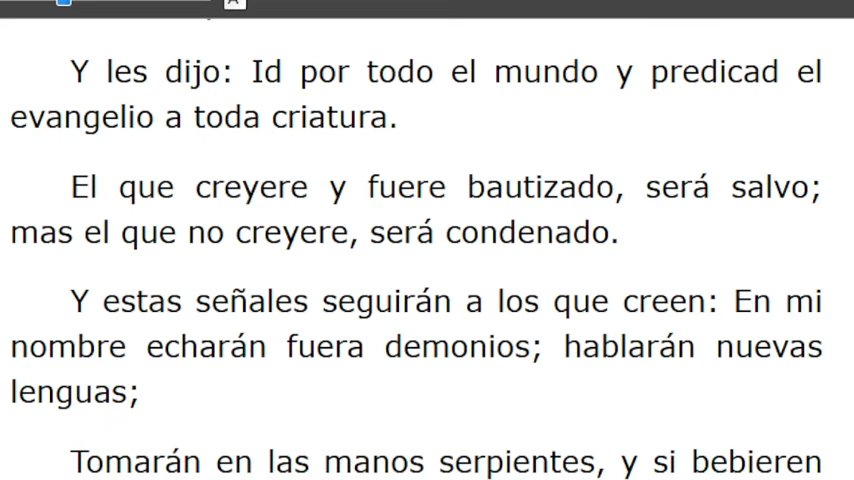 Y les dijo: Id por todo el mundo y predicad el
evangelio a toda criatura.
El que creyere y fuere bautizado, será salvo;
mas el que no creyere, será condenado.
Y estas señales seguirán a los que creen: En mi
nombre echarán fuera demonios; hablarán nuevas
lenguas;
Tomarán en las manos serpientes, y si bebieren